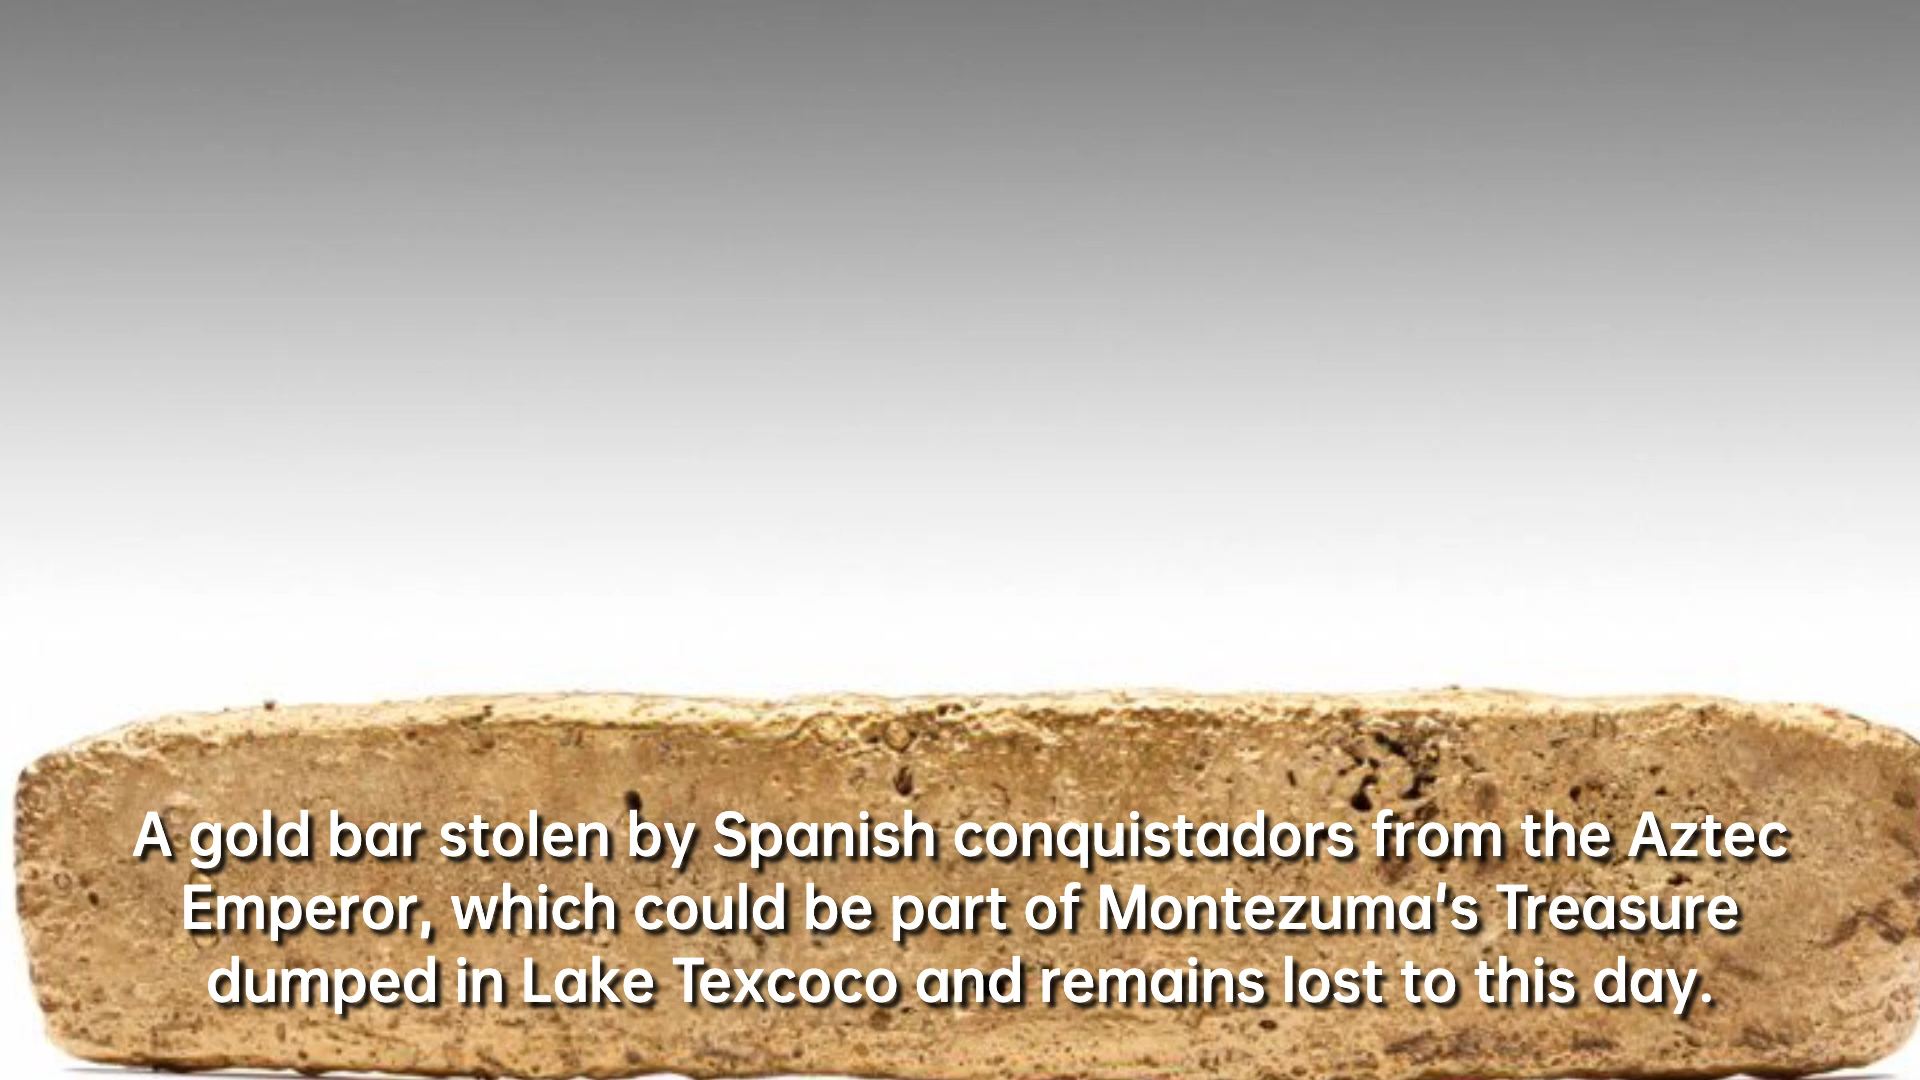 A gold bar stolen by Spanish conquistadors from the Aztec
Emperor, which could be part of Montezuma's Treasure
dumped in Lake Texcoco and remains lost to this day.